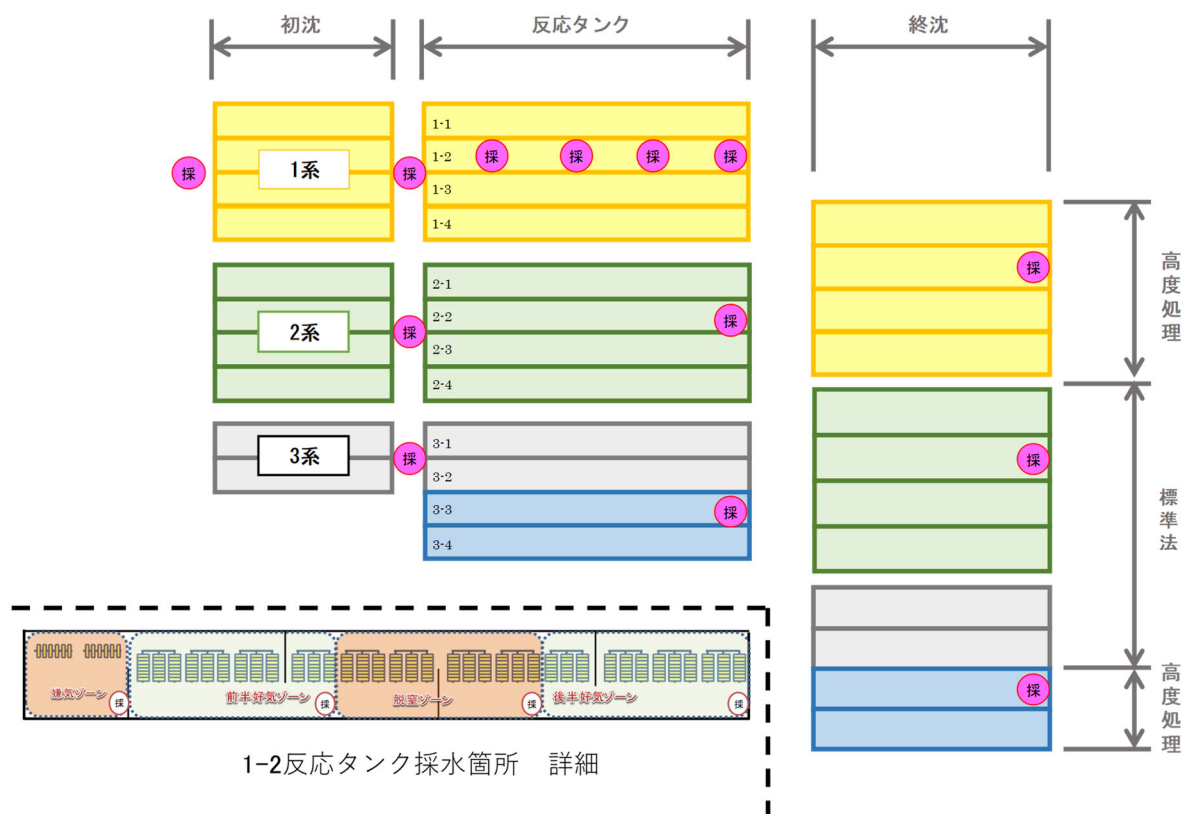 初沈
反応タンク
終沈
1系
採
採
1-1
1-2
採
採
採
採
1-3
1-4
2系
採
2-1
2-2
採
2-3
2-4
3系
採
3-1
3-2
3-3
採
3-4
採
高度処理
採
標準法
採
高度処理
嫌気ゾーン
採
前半好気ゾーン
採
脱窒ゾーン
採
後半好気ゾーン
採
1-2反応タンク採水箇所 詳細